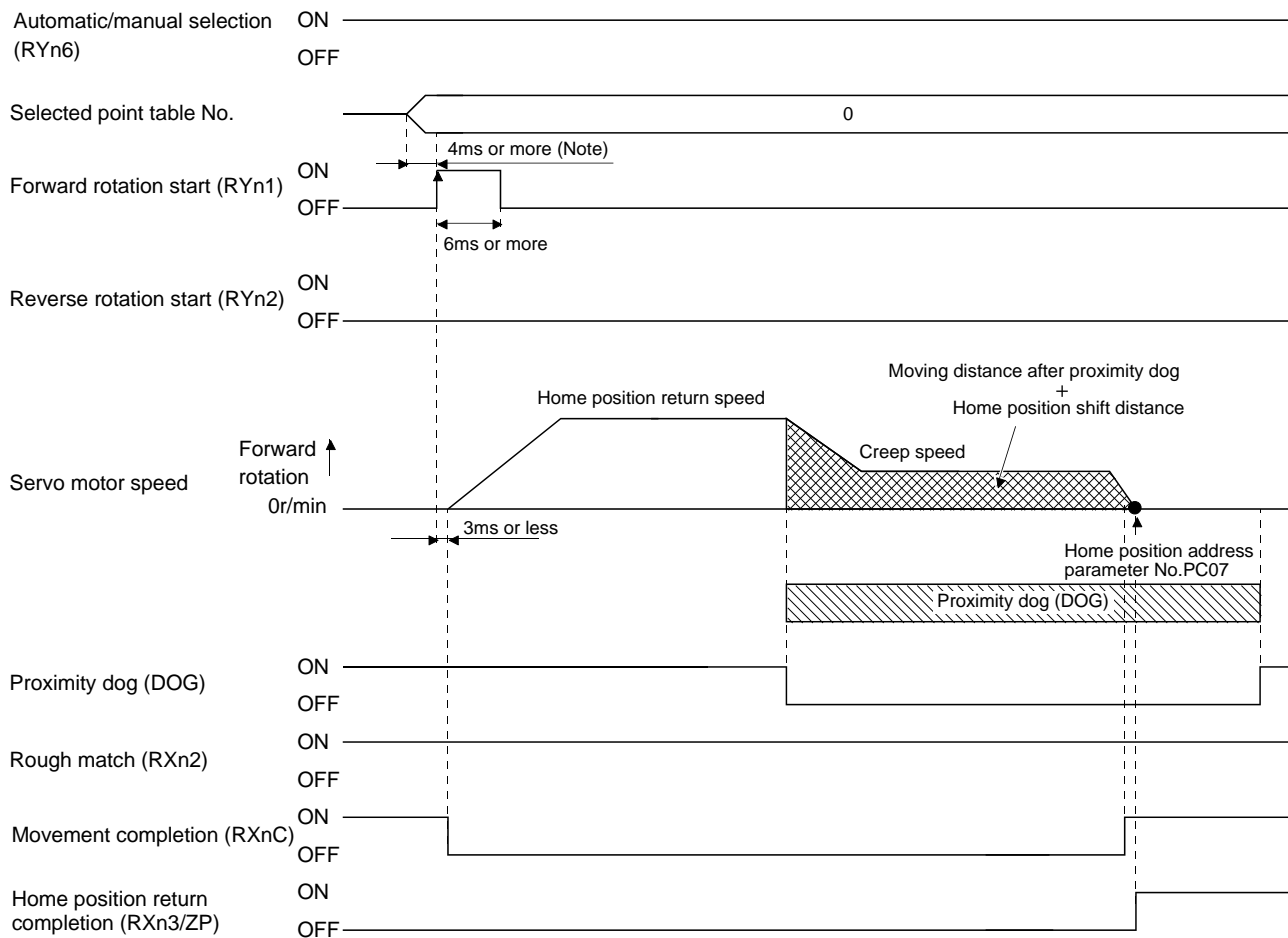 Automatic/manual selection
(RYn6)
ON
OFF
Selected point table No.
0
4ms or more (Note)
Forward rotation start (RYn1)
ON
OFF
6ms or more
Reverse rotation start (RYn2)
ON
OFF
Moving distance after proximity dog
+
Home position shift distance
Home position return speed
Creep speed
Servo motor speed
Forward
rotation
0r/min
3ms or less
Home position address
parameter No.PC07
Proximity dog (DOG)
Proximity dog (DOG)
ON
OFF
Rough match (RXn2)
ON
OFF
Movement completion (RXnC)
ON
OFF
Home position return
completion (RXn3/ZP)
ON
OFF